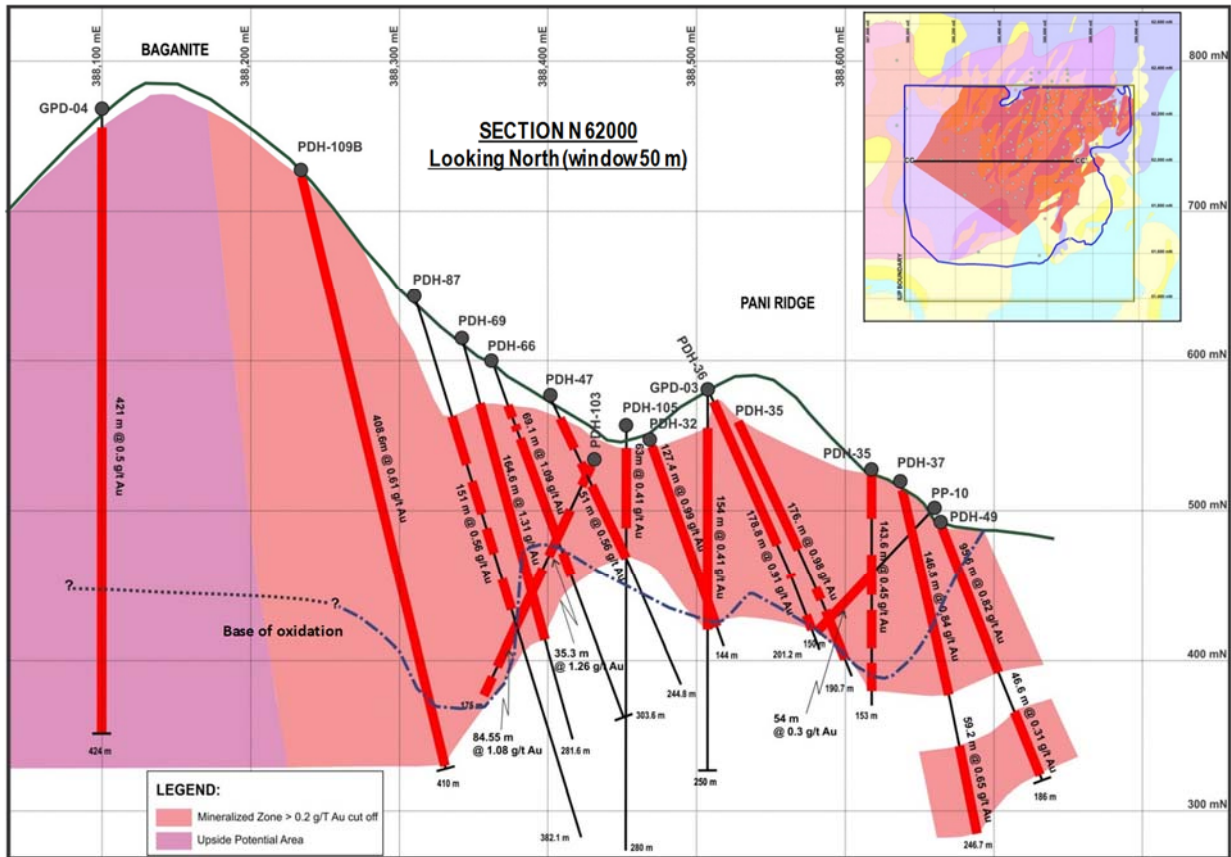 388,100 mE
388,200 mE
388,300 mE
388,400 mE
388,500 mE
388,600 mE
800 mN
700 mN
600 mN
500 mN
400 mN
300 mN
BAGANITE
SECTION N 62000
Looking North (window 50 m)
PANI RIDGE
GPD-04
PDH-109B
PDH-87
PDH-69
PDH-66
PDH-47
PDH-103
PDH-105
PDH-32
GPD-03
PDH-36
PDH-35
PDH-35
PDH-37
PP-10
PDH-49
421 m @ 0.5 g/t Au
408.6m @ 0.61 g/t Au
151 m @ 0.56 g/t Au
164.6 m @ 1.31 g/t Au
69.1 m @ 1.09 g/t Au
51 m @ 0.56 g/t Au
63m @ 0.41 g/t Au
127.4 m @ 0.99 g/t Au
154 m @ 0.41 g/t Au
178.8 m @ 0.91 g/t Au
176. m @ 0.98 g/t Au
143.6 m @ 0.45 g/t Au
146.8 m @ 0.84 g/t Au
m @ 0.82 g/t Au
59.2 m @ 0.65 g/t Au
46.6 m @ 0.31 g/t Au
35.3 m
@ 1.26 g/t Au
84.55 m
@ 1.08 g/t Au
54 m
@ 0.3 g/t Au
?
?
Base of oxidation
424 m
410 m
175 m
382.1 m
281.6 m
303.6 m
280 m
244.8 m
144 m
250 m
201.2 m
150 m
190.7 m
153 m
246.7 m
186 m
LEGEND:
Mineralized Zone > 0.2 g/T Au cut off
Upside Potential Area